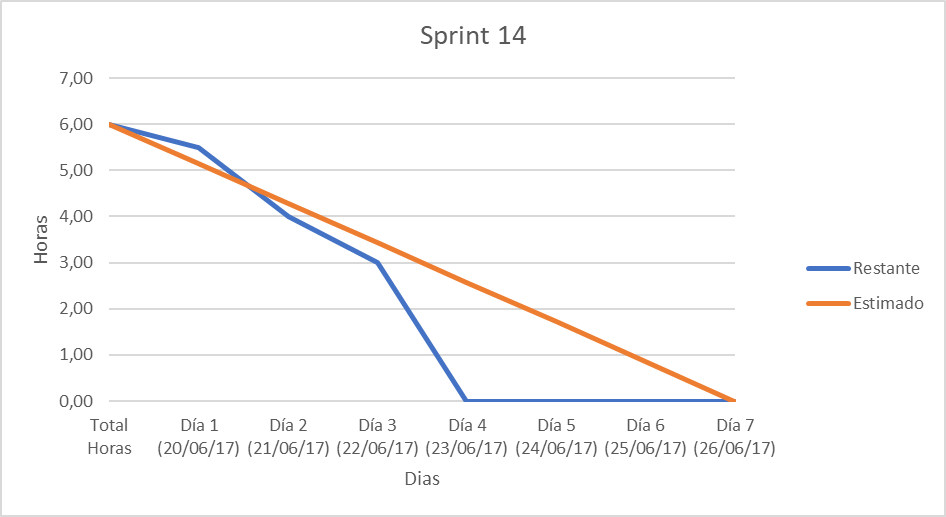 Sprint 14
7,00
6,00
5,00
4,00
3,00
2,00
1,00
0,00
Horas
Total
Horas
Día 1
(20/06/17)
Día 2
(21/06/17)
Día 3
(22/06/17)
Día 4
(23/06/17)
Día 5
(24/06/17)
Día 6
(25/06/17)
Día 7
(26/06/17)
Dias
Restante
Estimado